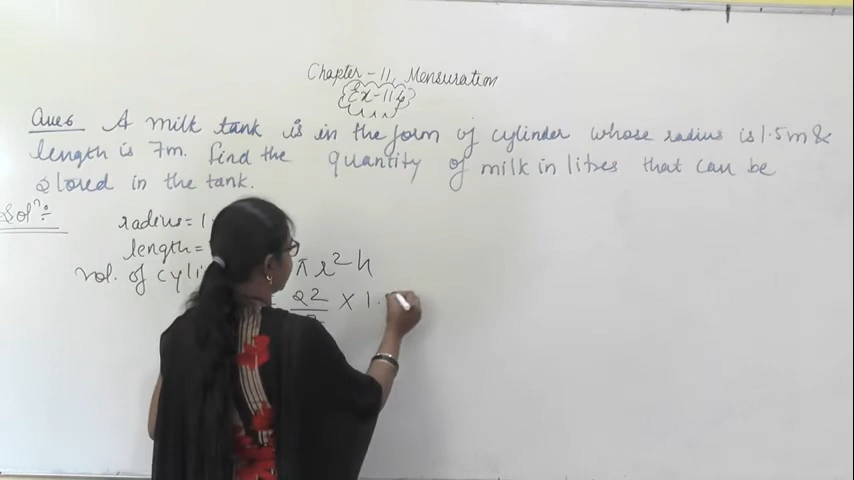 Chapter - 11, Mensuration
Ex - 11.4
Ques A milk tank is in the form of cylinder whose radius is 1.5m &
length is 7m. find the quantity of milk in litres that can be
stored in the tank.
Solⁿ:
radius = 1
length =
vol. of cyli πr²h
= 22 × 1.